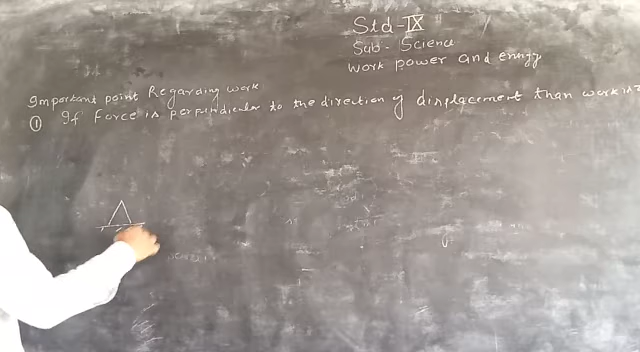 Std-IX
Sub- Science
Work power and energy
Important point Regarding work
① If Force is perpendicular to the direction of displacement than work is